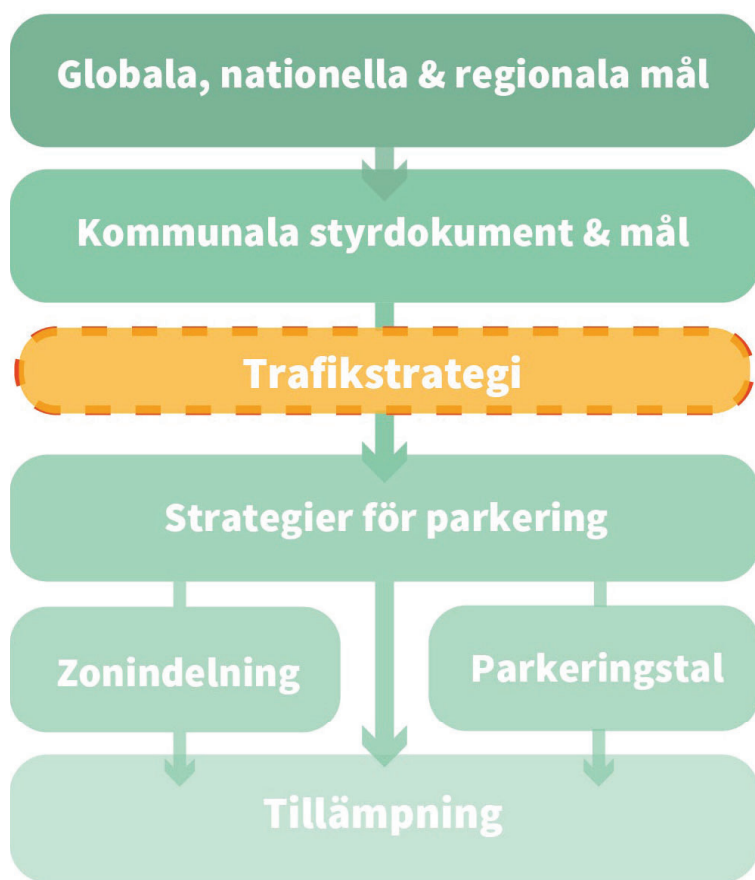 Globala, nationella & regionala mål
Kommunala styrdokument & mål
Trafikstrategi
Strategier för parkering
Zonindelning
Parkeringstal
Tillämpning